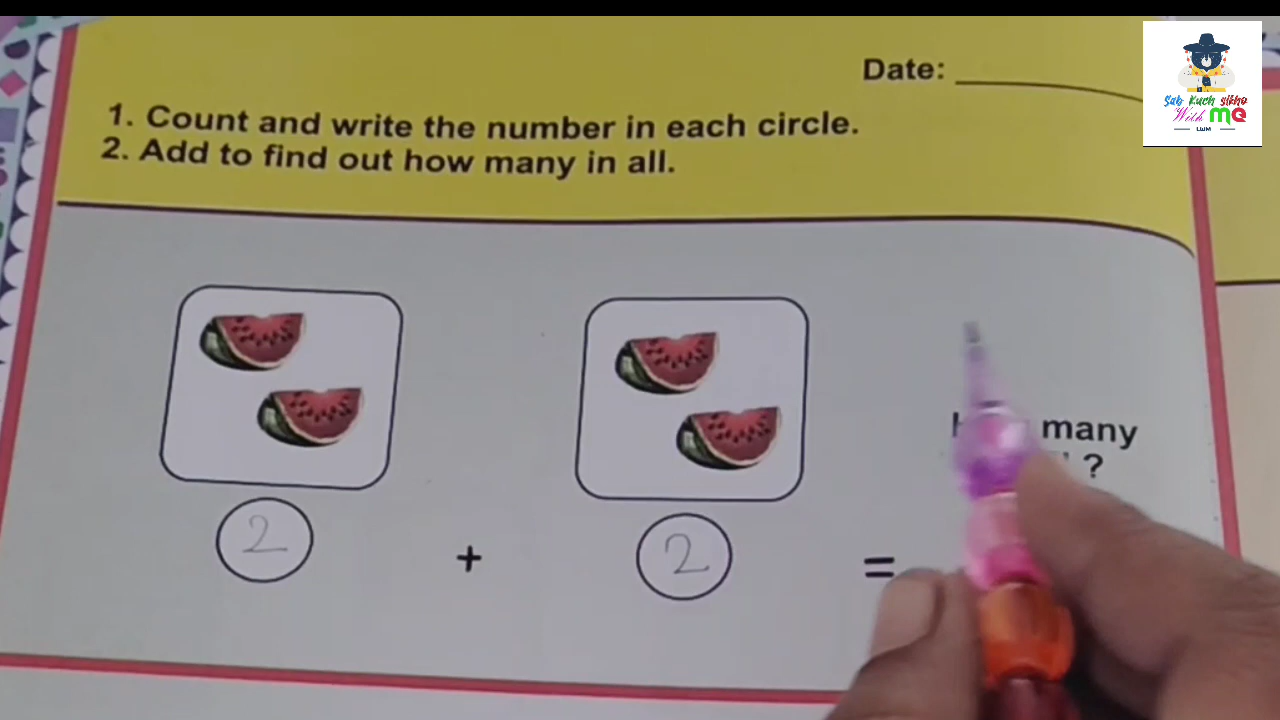 Date:
1. Count and write the number in each circle.
2. Add to find out how many in all.
many
?
2 + 2 =
Sab Kuch sikho
With me
LWM